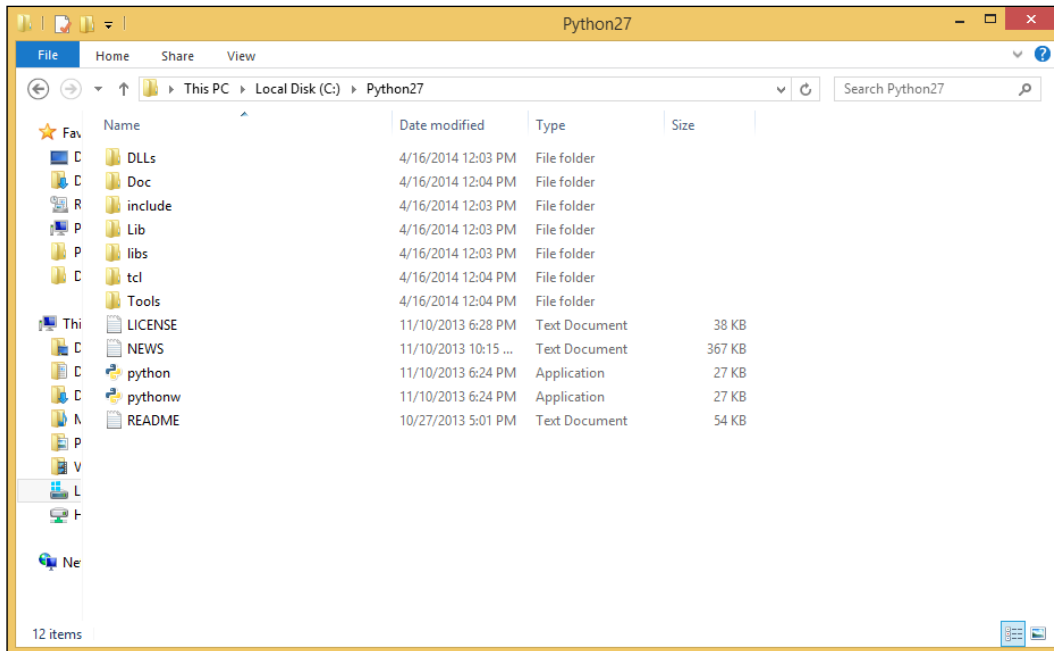 Python27
File Home Share View
This PC Local Disk (C:) Python27
Search Python27
Name Date modified Type Size
DLLs 4/16/2014 12:03 PM File folder
Doc 4/16/2014 12:04 PM File folder
include 4/16/2014 12:03 PM File folder
Lib 4/16/2014 12:03 PM File folder
libs 4/16/2014 12:03 PM File folder
tcl 4/16/2014 12:04 PM File folder
Tools 4/16/2014 12:04 PM File folder
LICENSE 11/10/2013 6:28 PM Text Document 38 KB
NEWS 11/10/2013 10:15 ... Text Document 367 KB
python 11/10/2013 6:24 PM Application 27 KB
pythonw 11/10/2013 6:24 PM Application 27 KB
README 10/27/2013 5:01 PM Text Document 54 KB
Fav
D
D
R
P
P
D
Thi
D
D
D
N
P
V
L
H
Ne
12 items